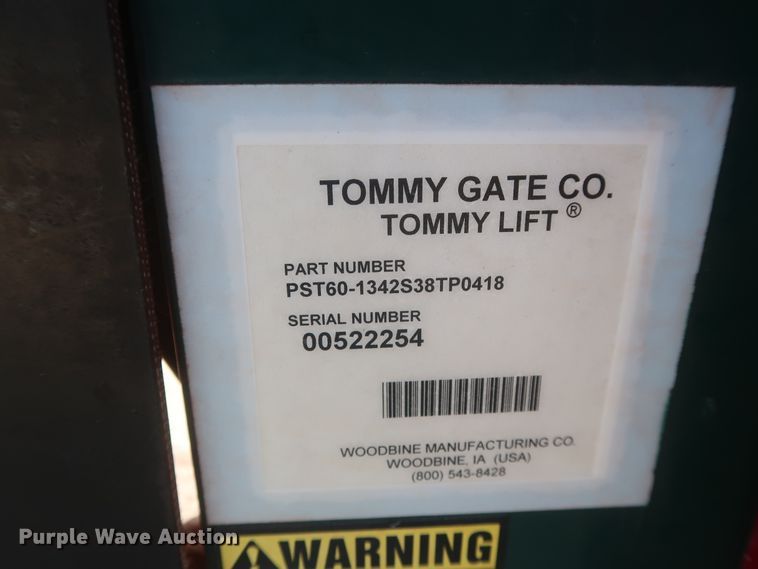 TOMMY GATE CO.
TOMMY LIFT ®
PART NUMBER
PST60-1342S38TP0418
SERIAL NUMBER
00522254
WOODBINE MANUFACTURING CO.
WOODBINE, IA (USA)
(800) 543-8428
Purple Wave Auction
WARNING